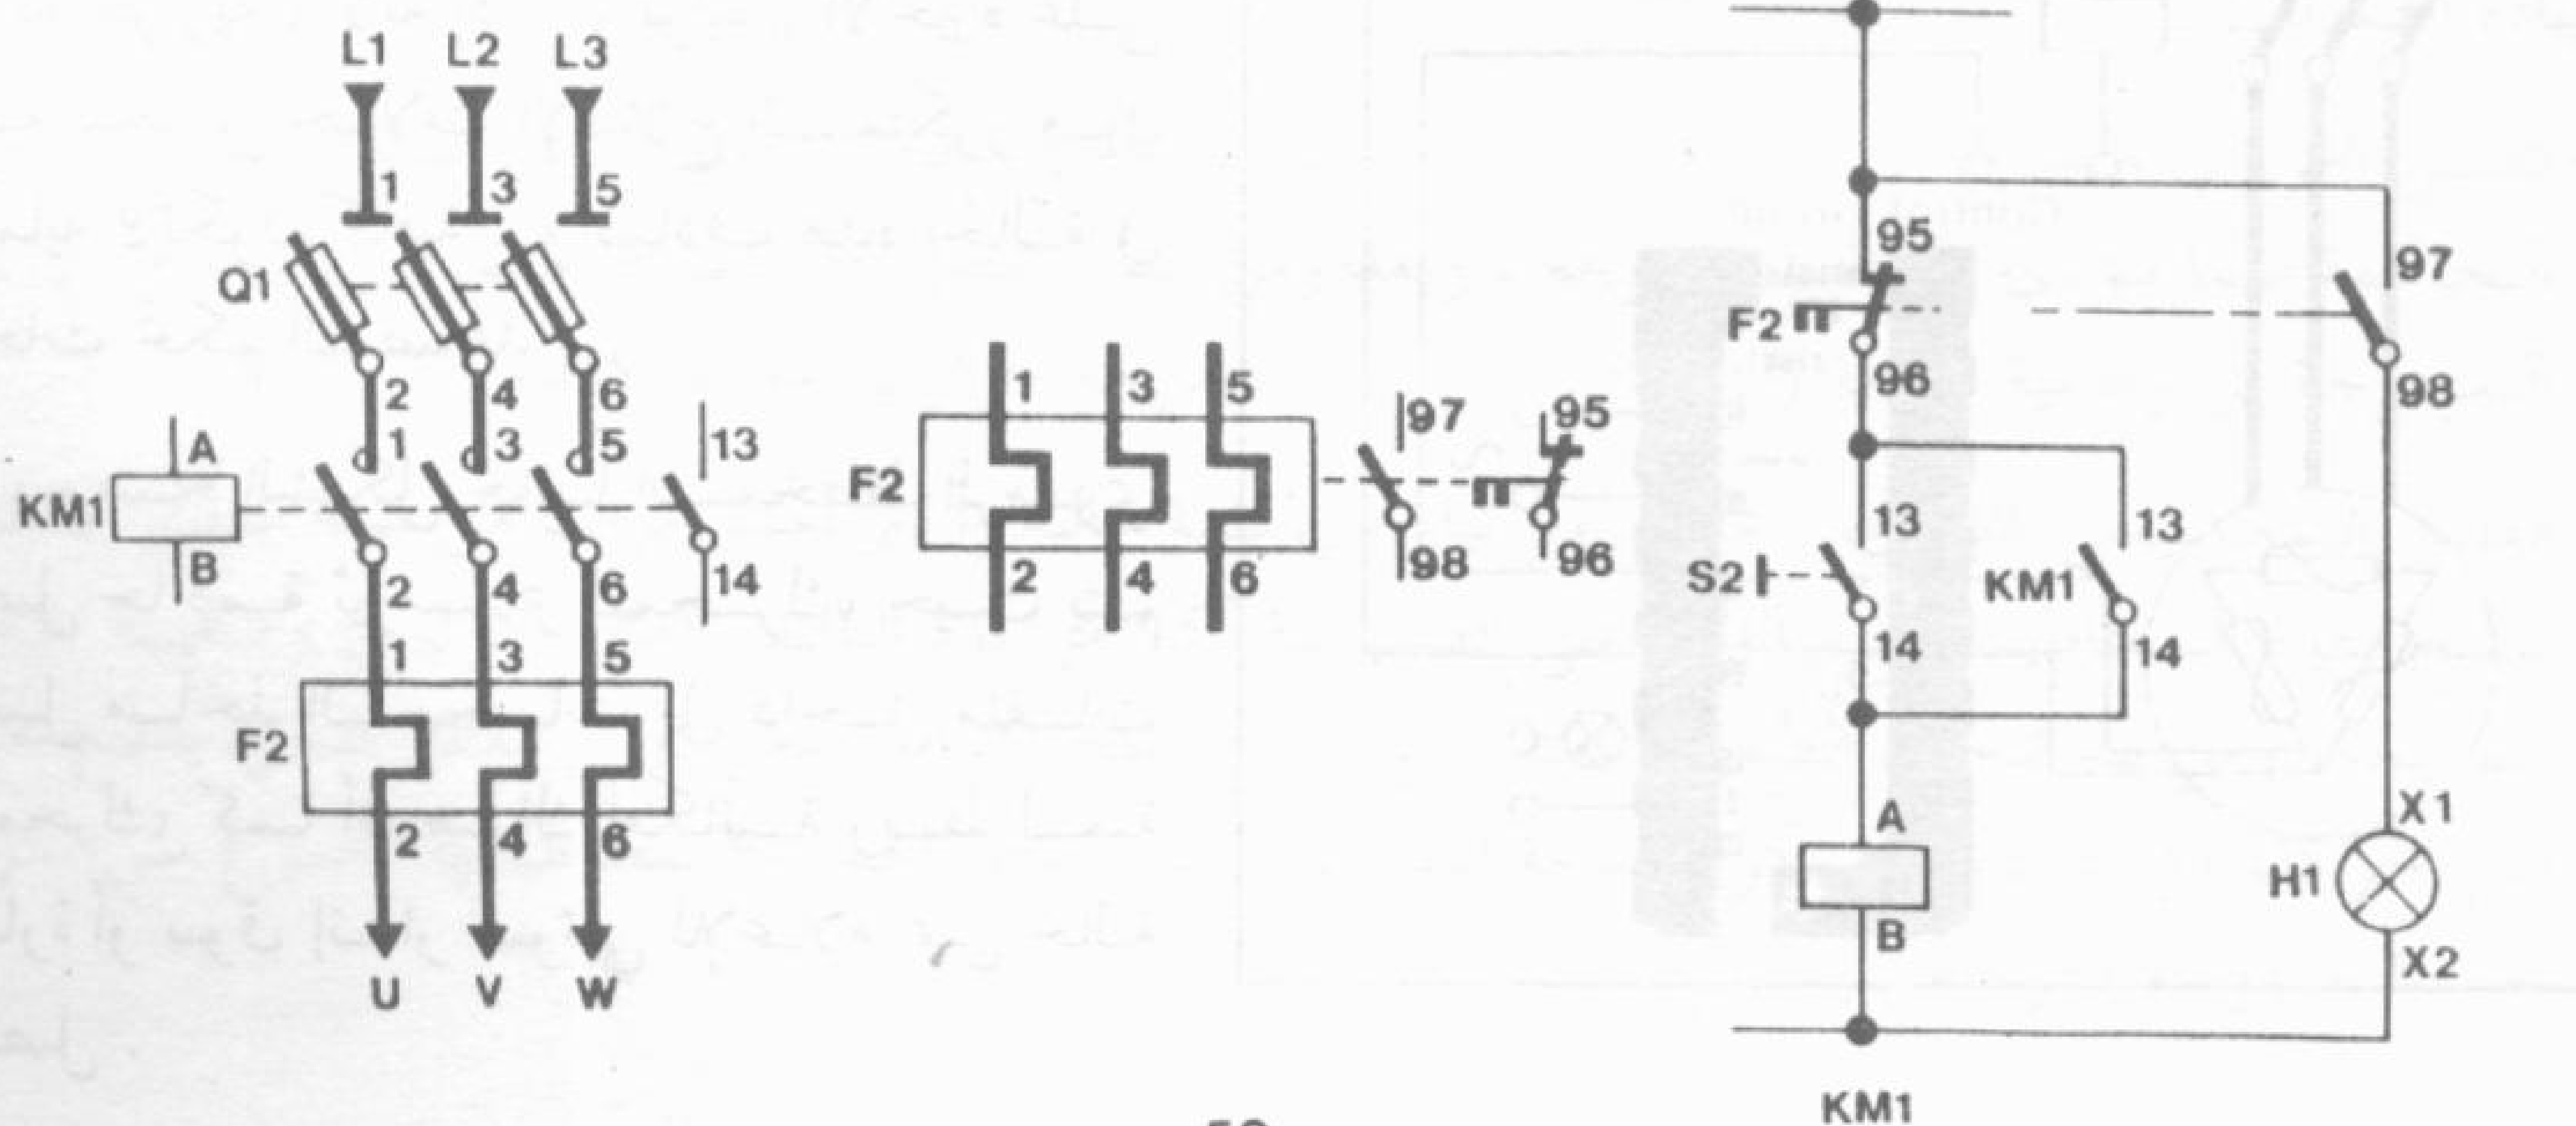 L1 L2 L3
1 3 5
Q1
2 4 6
A 1 3 5 13
KM1
B 2 4 6 14
1 3 5
F2
2 4 6
U V W
1 3 5 97 95
F2
2 4 6 98 96
95 97
F2
96 98
13 13
S2 KM1
14 14
A X1
H1
B X2
KM1